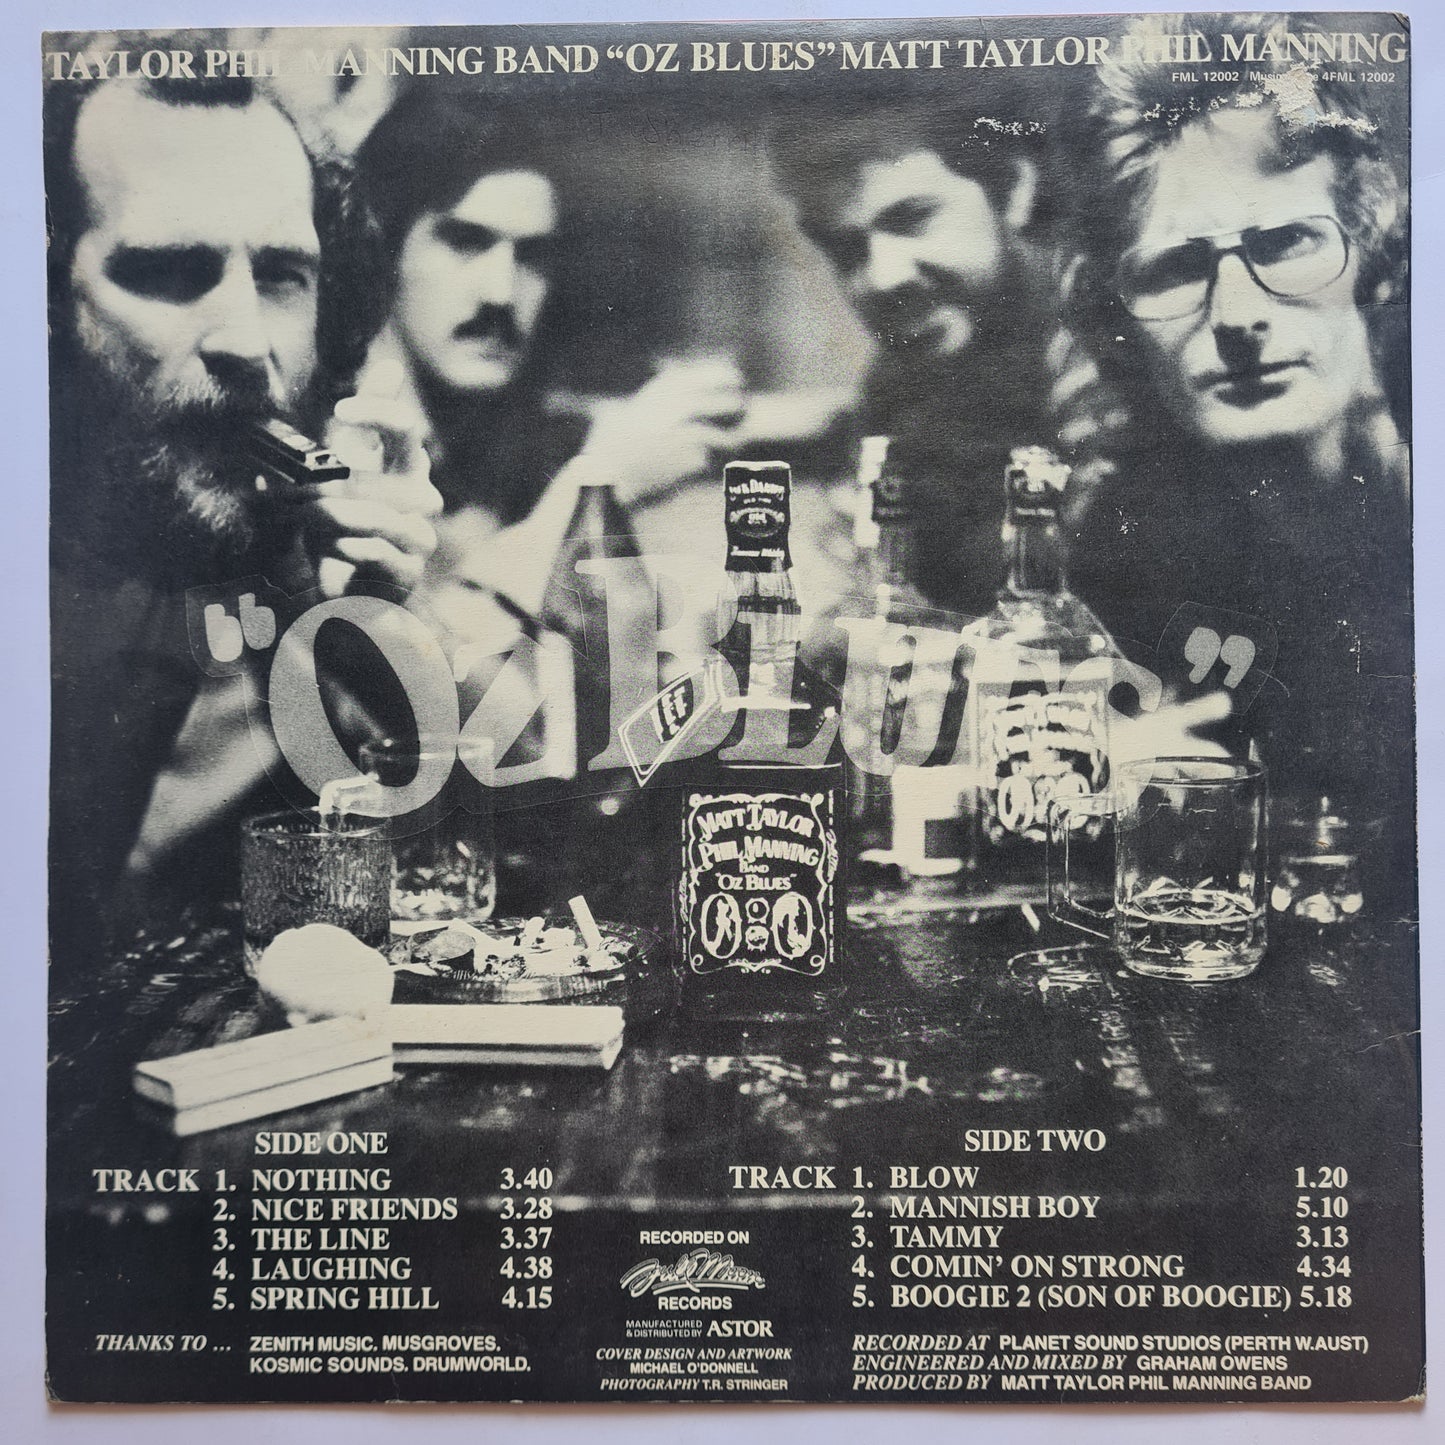 TAYLOR PHIL MANNING BAND “OZ BLUES” MATT TAYLOR PHIL MANNING
FML 12002 4FML 12002
“OZ BLUES”
MATT TAYLOR
PHIL MANNING
BAND
“OZ BLUES”
SIDE ONE
TRACK 1. NOTHING 3.40
2. NICE FRIENDS 3.28
3. THE LINE 3.37
4. LAUGHING 4.38
5. SPRING HILL 4.15
SIDE TWO
TRACK 1. BLOW 1.20
2. MANNISH BOY 5.10
3. TAMMY 3.13
4. COMIN’ ON STRONG 4.34
5. BOOGIE 2 (SON OF BOOGIE) 5.18
RECORDED ON
Full Moon
RECORDS
MANUFACTURED
& DISTRIBUTED BY ASTOR
COVER DESIGN AND ARTWORK
MICHAEL O’DONNELL
PHOTOGRAPHY T.R. STRINGER
THANKS TO ... ZENITH MUSIC, MUSGROVES,
KOSMIC SOUNDS, DRUMWORLD.
RECORDED AT PLANET SOUND STUDIOS (PERTH W.AUST)
ENGINEERED AND MIXED BY GRAHAM OWENS
PRODUCED BY MATT TAYLOR PHIL MANNING BAND